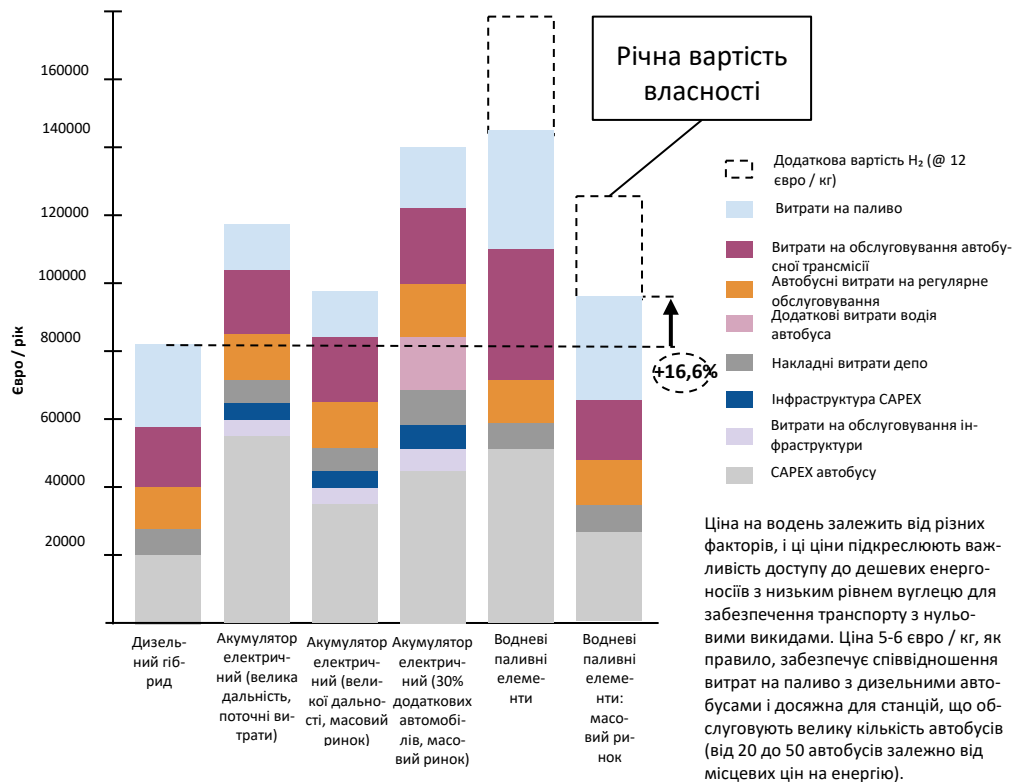 160000
140000
120000
100000
80000
60000
40000
20000
Євро / рік
Річна вартість
власності
+16,6%
Додаткова вартість H₂ (@ 12
євро / кг)
Витрати на паливо
Витрати на обслуговування автобу-
сної трансмісії
Автобусні витрати на регулярне
обслуговування
Додаткові витрати водія
автобуса
Накладні витрати депо
Інфраструктура CAPEX
Витрати на обслуговування ін-
фраструктури
CAPEX автобусу
Дизель-
ний гіб-
рид
Акумулятор
електрич-
ний (велика
дальність,
поточні ви-
трати)
Акумулятор
електричний
(вели-
кої дально-
сті, масовий
ринок)
Акумулятор
електрич-
ний (30%
додаткових
автомобі-
лів, масо-
вий ринок)
Водневі
паливні
елеме-
нти
Водневі
паливні
елеме-
нти:
масо-
вий ри-
нок
Ціна на водень залежить від різних
факторів, і ці ціни підкреслюють важ-
ливість доступу до дешевих енерго-
носіїв з низьким рівнем вуглецю для
забезпечення транспорту з нульо-
вими викидами. Ціна 5-6 євро / кг, як
правило, забезпечує співвідношення
витрат на паливо з дизельними авто-
бусами і досяжна для станцій, що об-
слуговують велику кількість автобусів
(від 20 до 50 автобусів залежно від
місцевих цін на енергію).